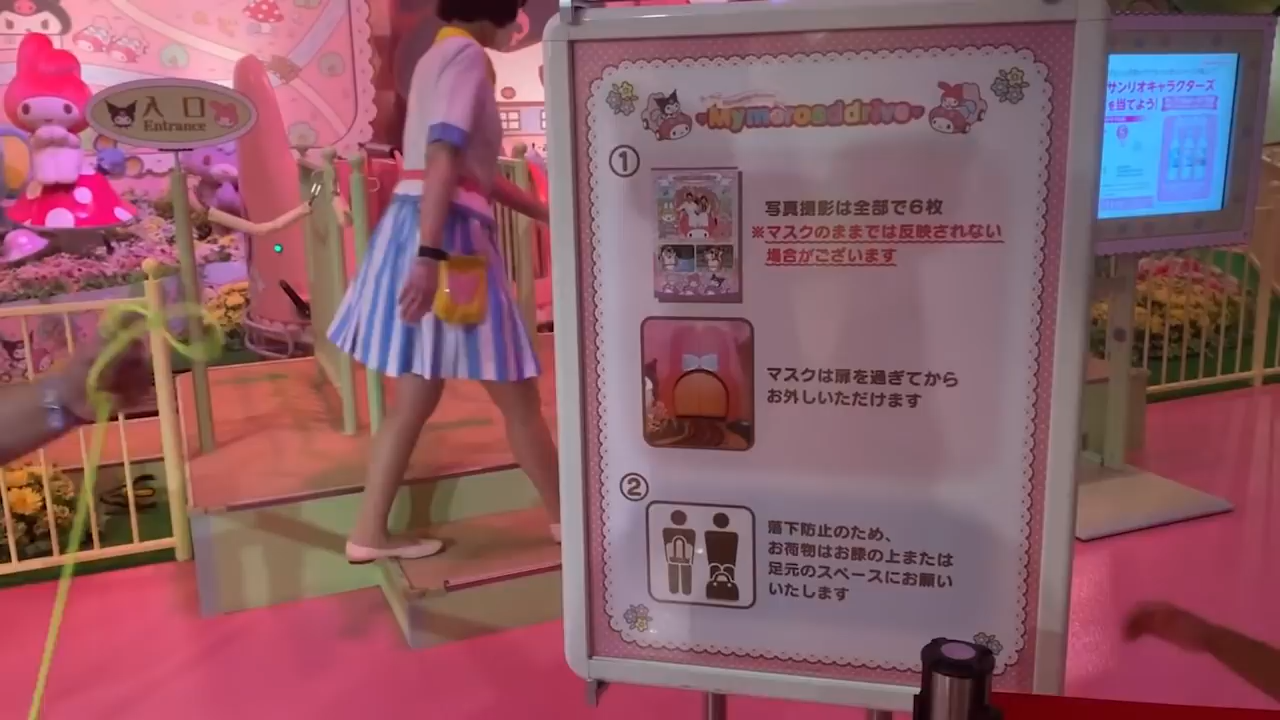 入口
Entrance
Mymeroaddrive
①
写真撮影は全部で6枚
※マスクのままでは反映されない
場合がございます
マスクは扉を過ぎてから
お外しいただけます
②
落下防止のため、
お荷物はお膝の上または
足元のスペースにお願い
いたします
サンリオキャラクターズ
を当てよう!